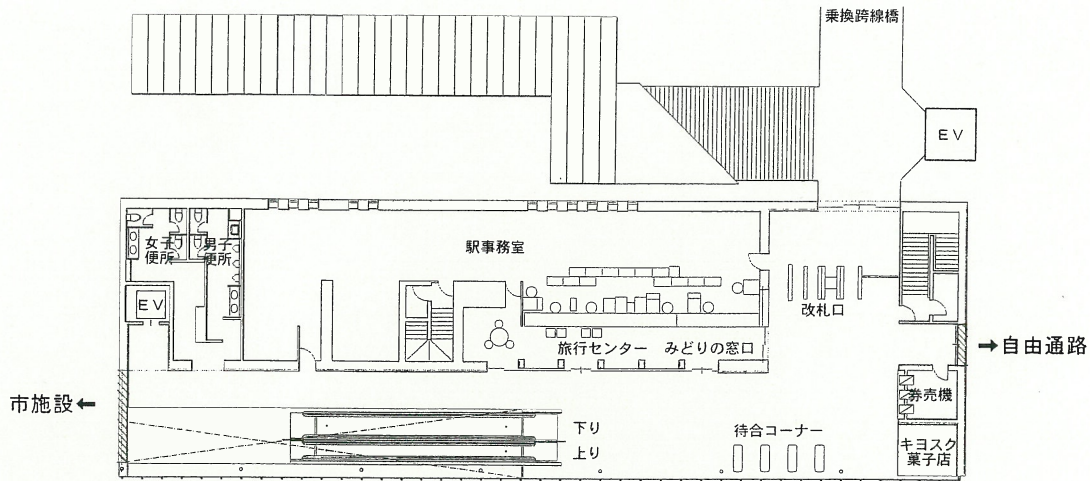 乗換跨線橋
EV
女子
便所
男子
便所
駅事務室
EV
改札口
旅行センター みどりの窓口
➡自由通路
市施設⬅
券売機
下り
上り
待合コーナー
キヨスク
菓子店